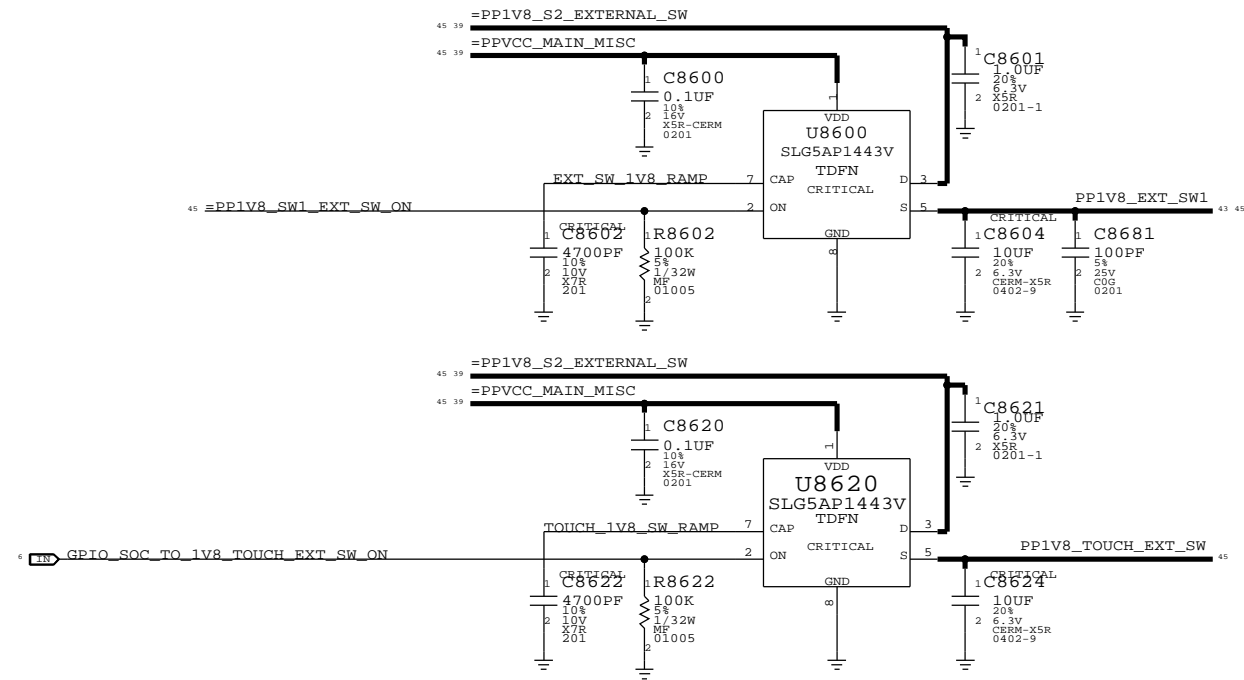 =PP1V8_S2_EXTERNAL_SW
45 39
=PPVCC_MAIN_MISC
45 39
1 C8600
0.1UF
10%
2 16V
X5R-CERM
0201
1 C8601
1.0UF
20%
6.3V
2 X5R
0201-1
1
VDD
U8600
SLG5AP1443V
TDFN
CRITICAL
EXT_SW_1V8_RAMP 7 CAP
D 3
45 =PP1V8_SW1_EXT_SW_ON 2 ON
S 5
PP1V8_EXT_SW1 43 45
GND
8
CRITICAL
1 C8602
4700PF
10%
2 10V
X7R
201
1 R8602
100K
5%
1/32W
MF
2 01005
CRITICAL
1 C8604
10UF
20%
2 6.3V
CERM-X5R
0402-9
1 C8681
100PF
5%
2 25V
C0G
0201
=PP1V8_S2_EXTERNAL_SW
45 39
=PPVCC_MAIN_MISC
45 39
1 C8620
0.1UF
10%
2 16V
X5R-CERM
0201
1 C8621
1.0UF
20%
6.3V
2 X5R
0201-1
1
VDD
U8620
SLG5AP1443V
TDFN
CRITICAL
TOUCH_1V8_SW_RAMP 7 CAP
D 3
6 IN GPIO_SOC_TO_1V8_TOUCH_EXT_SW_ON 2 ON
S 5
PP1V8_TOUCH_EXT_SW 45
GND
8
CRITICAL
1 C8622
4700PF
10%
2 10V
X7R
201
1 R8622
100K
5%
1/32W
MF
01005
2
CRITICAL
1 C8624
10UF
20%
2 6.3V
CERM-X5R
0402-9